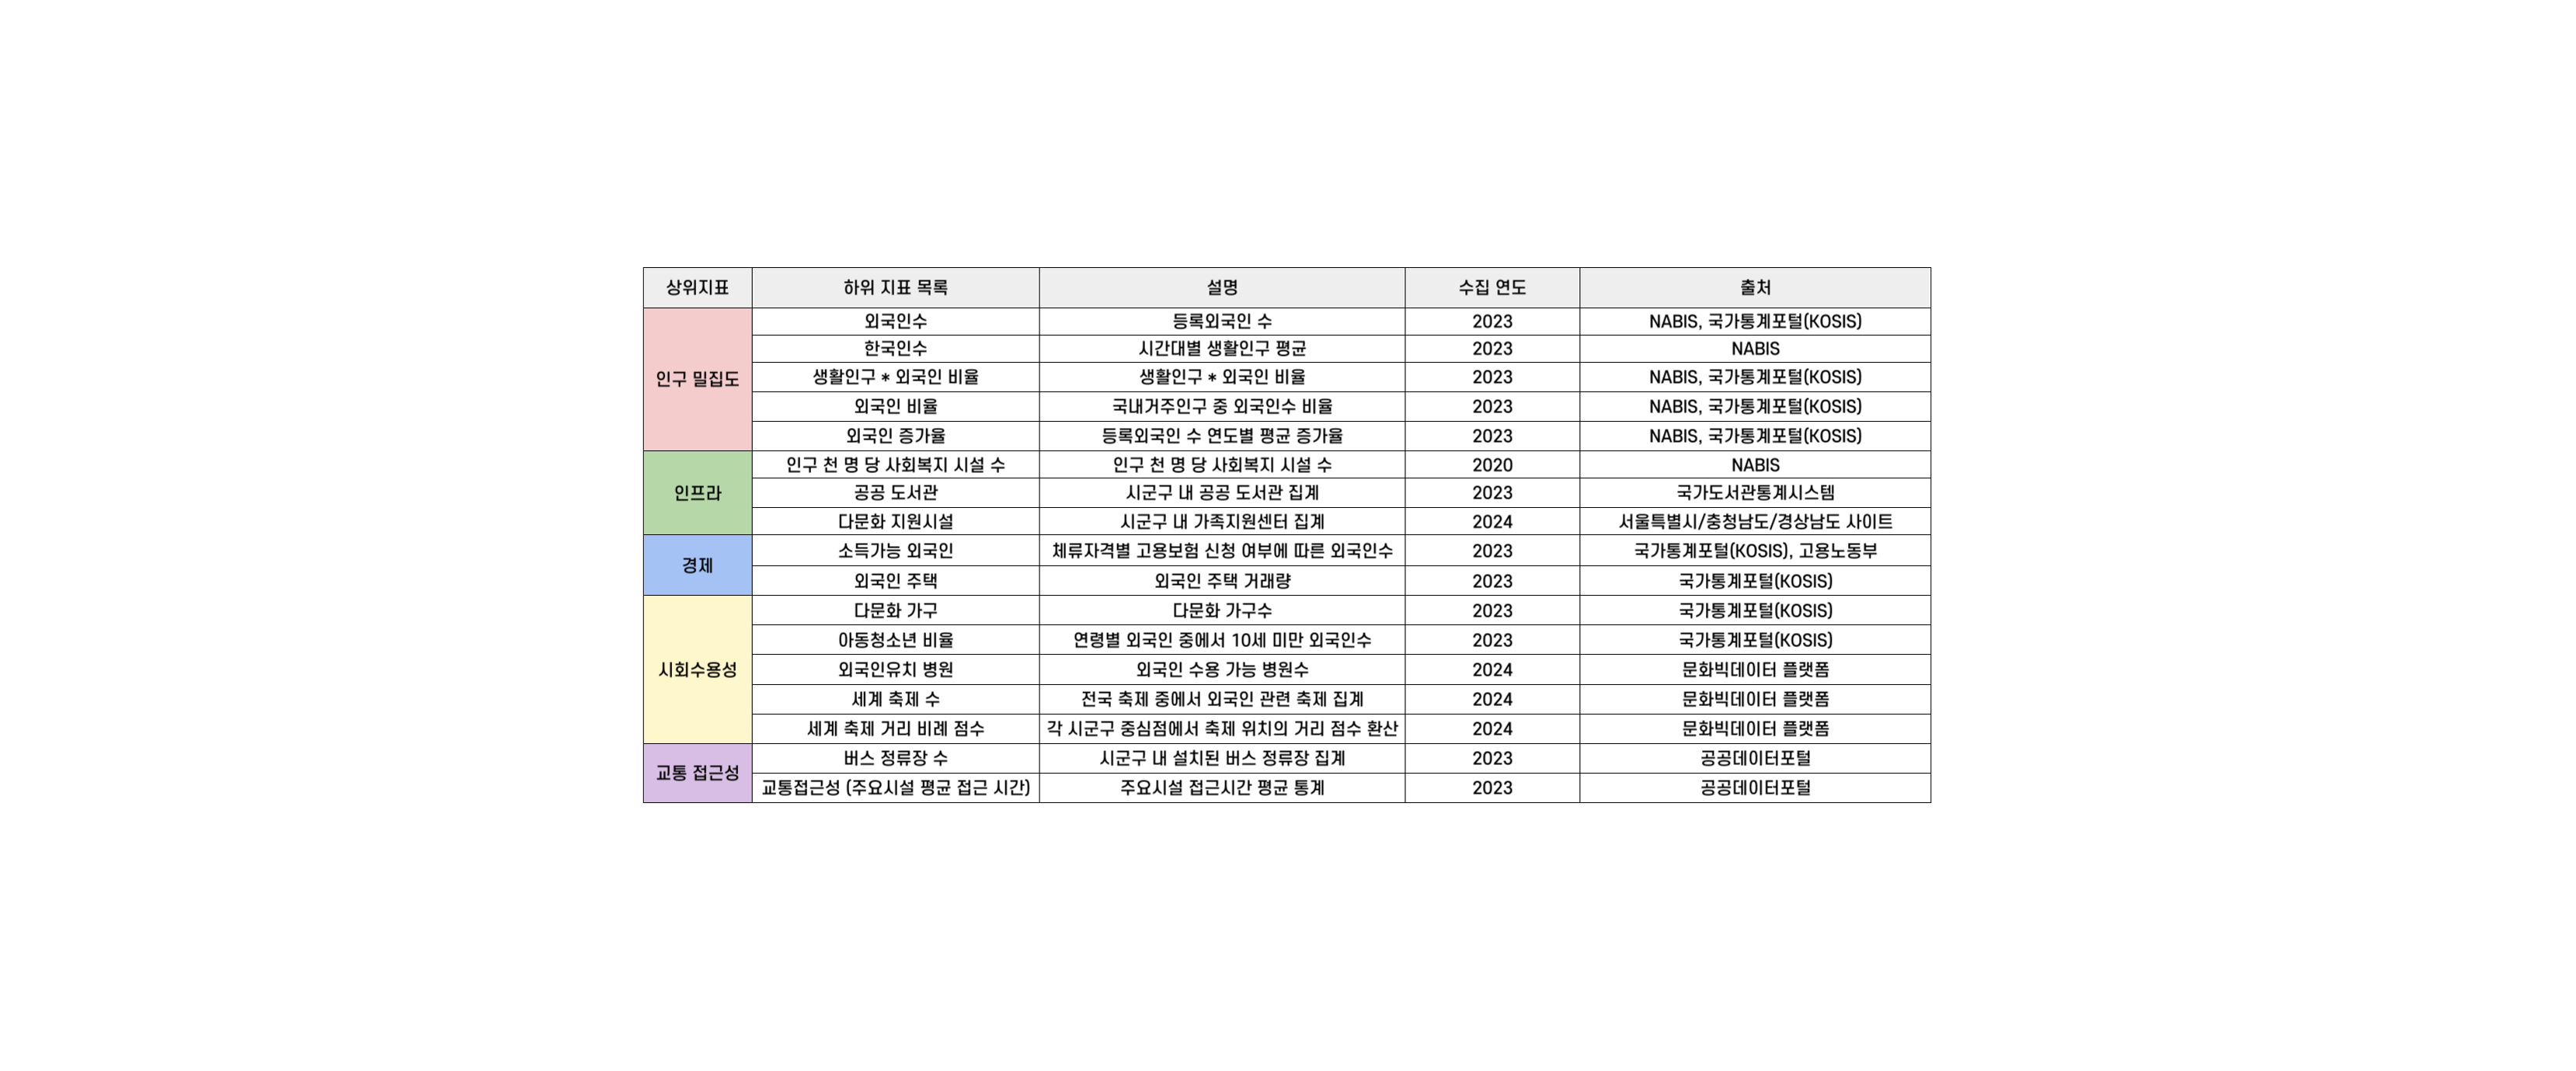 상위지표 하위 지표 목록 설명 수집 연도 출처
인구 밀집도
외국인수 등록외국인 수 2023 NABIS, 국가통계포털(KOSIS)
한국인수 시간대별 생활인구 평균 2023 NABIS
생활인구 * 외국인 비율 생활인구 * 외국인 비율 2023 NABIS, 국가통계포털(KOSIS)
외국인 비율 국내거주인구 중 외국인수 비율 2023 NABIS, 국가통계포털(KOSIS)
외국인 증가율 등록외국인 수 연도별 평균 증가율 2023 NABIS, 국가통계포털(KOSIS)
인프라
인구 천 명 당 사회복지 시설 수 인구 천 명 당 사회복지 시설 수 2020 NABIS
공공 도서관 시군구 내 공공 도서관 집계 2023 국가도서관통계시스템
다문화 지원시설 시군구 내 가족지원센터 집계 2024 서울특별시/충청남도/경상남도 사이트
경제
소득가능 외국인 체류자격별 고용보험 신청 여부에 따른 외국인수 2023 국가통계포털(KOSIS), 고용노동부
외국인 주택 외국인 주택 거래량 2023 국가통계포털(KOSIS)
시회수용성
다문화 가구 다문화 가구수 2023 국가통계포털(KOSIS)
아동청소년 비율 연령별 외국인 중에서 10세 미만 외국인수 2023 국가통계포털(KOSIS)
외국인유치 병원 외국인 수용 가능 병원수 2024 문화빅데이터 플랫폼
세계 축제 수 전국 축제 중에서 외국인 관련 축제 집계 2024 문화빅데이터 플랫폼
세계 축제 거리 비례 점수 각 시군구 중심점에서 축제 위치의 거리 점수 환산 2024 문화빅데이터 플랫폼
교통 접근성
버스 정류장 수 시군구 내 설치된 버스 정류장 집계 2023 공공데이터포털
교통접근성 (주요시설 평균 접근 시간) 주요시설 접근시간 평균 통계 2023 공공데이터포털